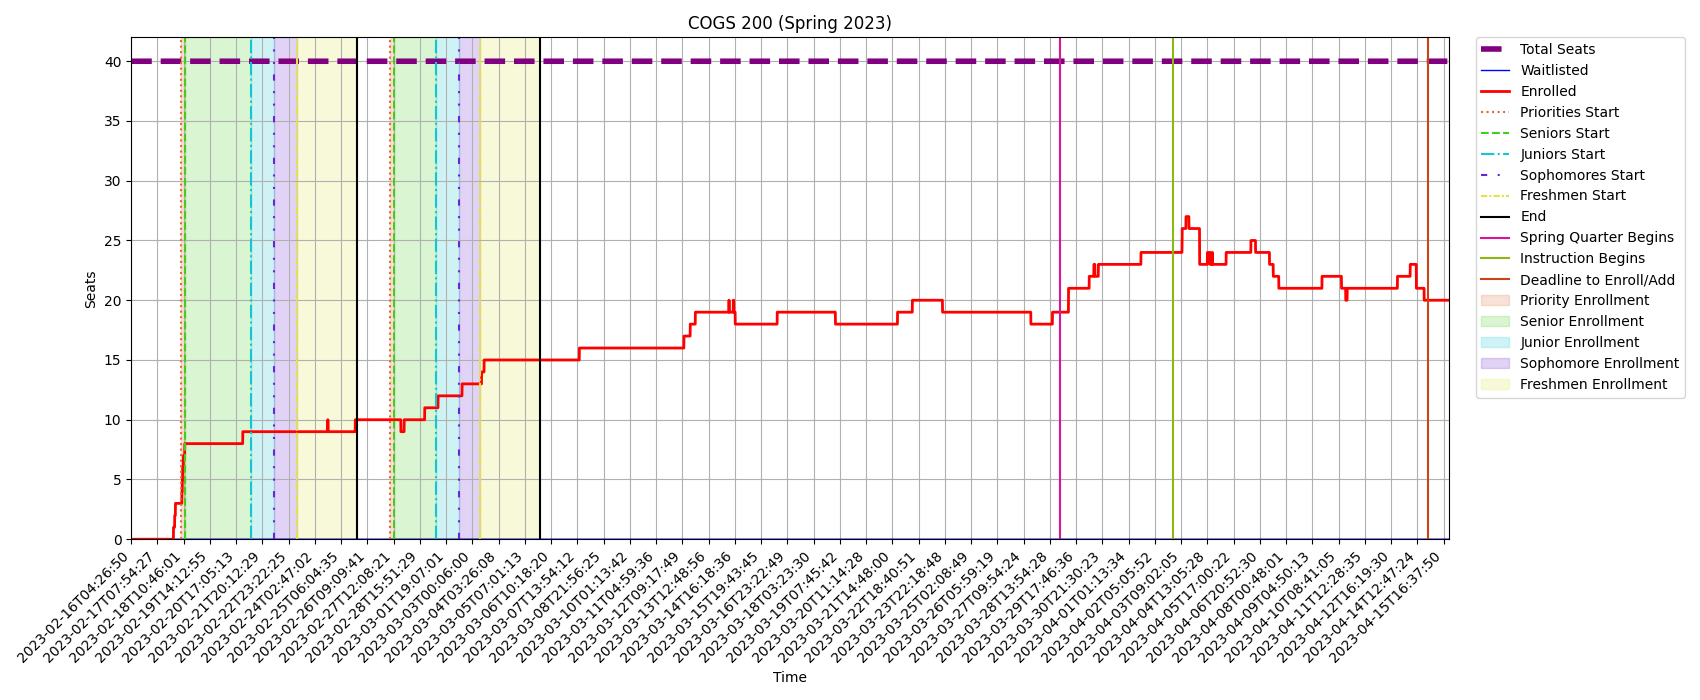 COGS 200 (Spring 2023)
Seats
40
35
30
25
20
15
10
5
0
2023-02-16T04:26:50
2023-02-17T07:54:27
2023-02-18T10:46:01
2023-02-19T14:12:55
2023-02-20T17:05:13
2023-02-21T20:12:29
2023-02-22T23:22:25
2023-02-24T02:47:02
2023-02-25T06:04:35
2023-02-26T09:09:41
2023-02-27T12:08:21
2023-02-28T15:51:29
2023-03-01T19:07:01
2023-03-03T00:06:00
2023-03-04T03:26:08
2023-03-05T07:01:13
2023-03-06T10:18:20
2023-03-07T13:54:12
2023-03-08T21:56:25
2023-03-10T01:13:42
2023-03-11T04:59:36
2023-03-12T09:17:49
2023-03-13T12:48:56
2023-03-14T16:18:36
2023-03-15T19:43:45
2023-03-16T23:22:49
2023-03-18T03:23:30
2023-03-19T07:45:42
2023-03-20T11:14:28
2023-03-21T14:48:00
2023-03-22T18:40:51
2023-03-23T22:18:48
2023-03-25T02:08:49
2023-03-26T05:59:19
2023-03-27T09:54:24
2023-03-28T13:54:28
2023-03-29T17:46:36
2023-03-30T21:30:23
2023-04-01T01:13:34
2023-04-02T05:05:52
2023-04-03T09:02:05
2023-04-04T13:05:28
2023-04-05T17:00:22
2023-04-06T20:52:30
2023-04-08T00:48:01
2023-04-09T04:50:13
2023-04-10T08:41:05
2023-04-11T12:28:35
2023-04-12T16:19:30
2023-04-14T12:47:24
2023-04-15T16:37:50
Time
Total Seats
Waitlisted
Enrolled
Priorities Start
Seniors Start
Juniors Start
Sophomores Start
Freshmen Start
End
Spring Quarter Begins
Instruction Begins
Deadline to Enroll/Add
Priority Enrollment
Senior Enrollment
Junior Enrollment
Sophomore Enrollment
Freshmen Enrollment